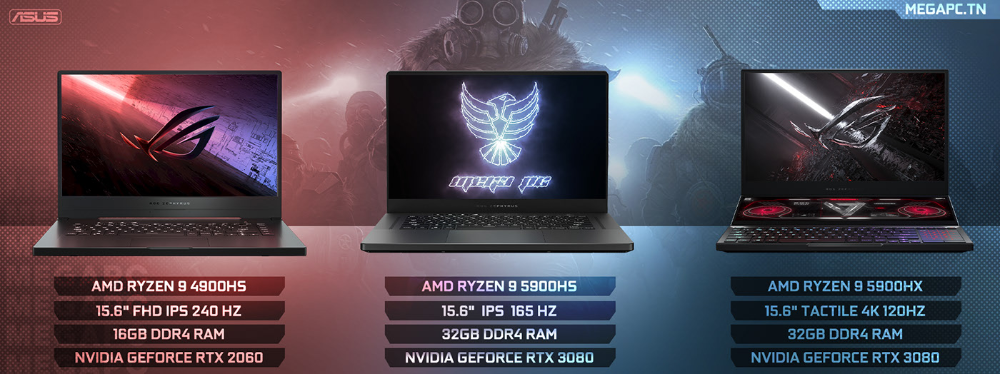 ASUS
MEGAPC.TN
MEGA PC
AMD RYZEN 9 4900HS
15.6" FHD IPS 240 HZ
16GB DDR4 RAM
NVIDIA GEFORCE RTX 2060
AMD RYZEN 9 5900HS
15.6" IPS 165 HZ
32GB DDR4 RAM
NVIDIA GEFORCE RTX 3080
AMD RYZEN 9 5900HX
15.6" TACTILE 4K 120HZ
32GB DDR4 RAM
NVIDIA GEFORCE RTX 3080